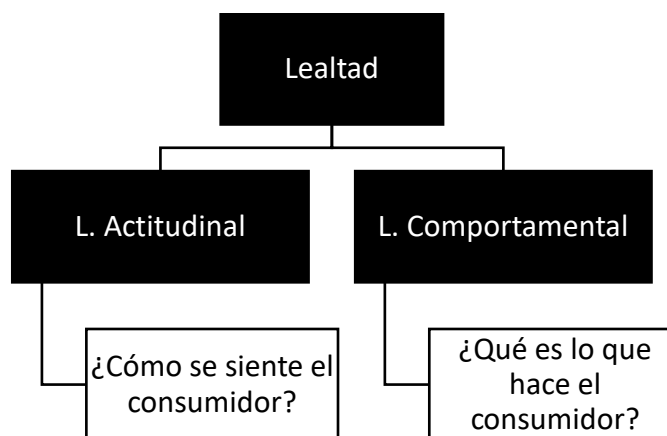 Lealtad
L. Actitudinal
L. Comportamental
¿Cómo se siente el
consumidor?
¿Qué es lo que
hace el
consumidor?